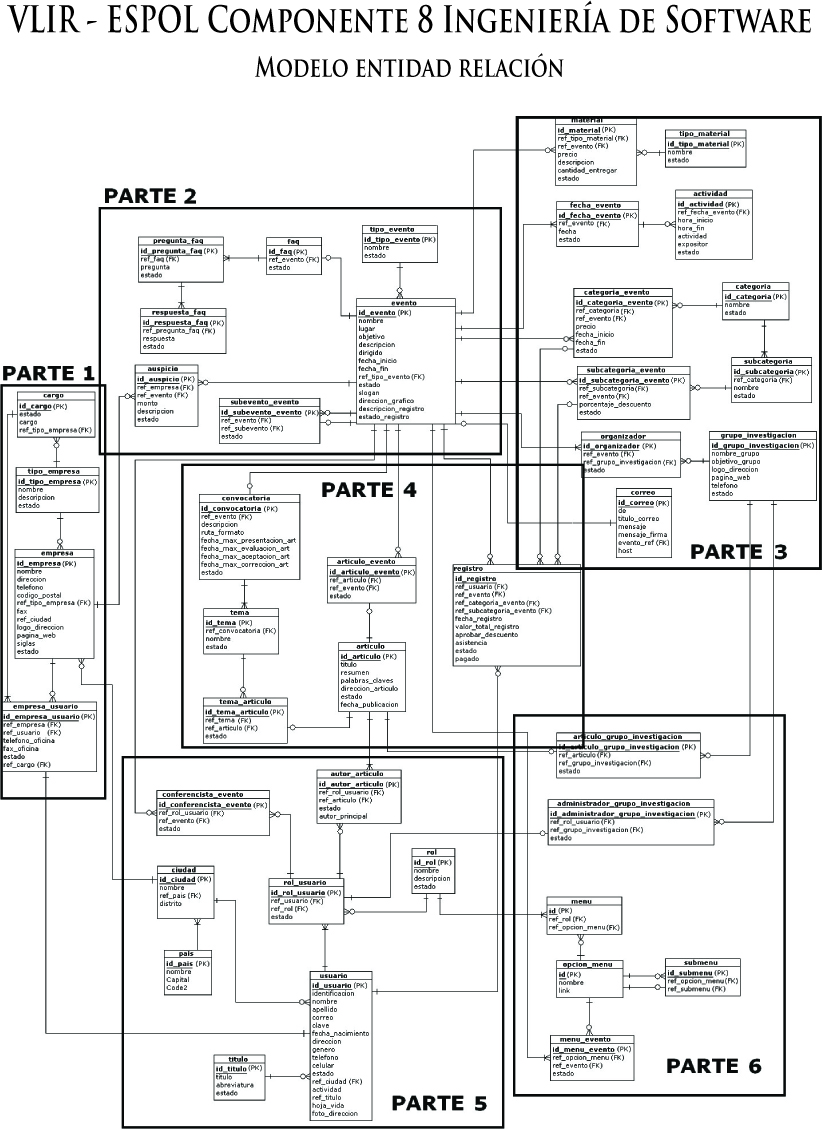 VLIR - ESPOL COMPONENTE 8 INGENIERÍA DE SOFTWARE
MODELO ENTIDAD RELACIÓN
PARTE 1
cargo
id_cargo (PK)
estado
cargo
ref_tipo_empresa(FK)
tipo_empresa
id_tipo_empresa (PK)
nombre
descripcion
estado
empresa
id_empresa (PK)
nombre
direccion
telefono
codigo_postal
ref_tipo_empresa (FK)
fax
ref_ciudad
logo_direccion
pagina_web
siglas
estado
empresa_usuario
id_empresa_usuario(PK)
ref_empresa (FK)
ref_usuario (FK)
telefono_oficina
fax_oficina
estado
ref_cargo (FK)
PARTE 2
pregunta_faq
id_pregunta_faq (PK)
ref_faq (FK)
pregunta
estado
faq
id_faq (PK)
ref_evento (FK)
estado
tipo_evento
id_tipo_evento (PK)
nombre
estado
respuesta_faq
id_respuesta_faq (PK)
ref_pregunta_faq (FK)
respuesta
estado
evento
id_evento (PK)
nombre
lugar
objetivo
descripcion
dirigido
fecha_inicio
fecha_fin
ref_tipo_evento (FK)
estado
slogan
direccion_grafico
descripcion_registro
estado_registro
auspicio
id_auspicio (PK)
ref_empresa (FK)
ref_evento (FK)
monto
descripcion
estado
subevento_evento
id_subevento_evento (PK)
ref_evento (FK)
ref_subevento (FK)
estado
material
id_material (PK)
ref_tipo_material (FK)
ref_evento (FK)
precio
descripcion
cantidad_entregar
estado
tipo_material
id_tipo_material (PK)
nombre
estado
fecha_evento
id_fecha_evento (PK)
ref_evento (FK)
fecha
estado
actividad
id_actividad (PK)
ref_fecha_evento (FK)
hora_inicio
hora_fin
actividad
expositor
estado
categoria_evento
id_categoria_evento (PK)
ref_categoria (FK)
ref_evento (FK)
precio
fecha_inicio
fecha_fin
estado
categoria
id_categoria (PK)
nombre
estado
subcategoria_evento
id_subcategoria_evento (PK)
ref_subcategoria(FK)
ref_evento (FK)
porcentaje_descuento
estado
subcategoria
id_subcategoria (PK)
ref_categoria (FK)
nombre
estado
organizador
id_organizador (PK)
ref_evento (FK)
ref_grupo_investigacion (FK)
estado
grupo_investigacion
id_grupo_investigacion (PK)
nombre_grupo
objetivo_grupo
logo_direccion
pagina_web
telefono
estado
correo
id_correo (PK)
de
titulo_correo
mensaje
mensaje_firma
evento_ref (FK)
host
PARTE 3
PARTE 4
convocatoria
id_convocatoria (PK)
ref_evento (FK)
descripcion
ruta_formato
fecha_max_presentacion_art
fecha_max_evaluacion_art
fecha_max_aceptacion_art
fecha_max_correccion_art
estado
articulo_evento
id_articulo_evento (PK)
ref_articulo (FK)
ref_evento (FK)
estado
tema
id_tema (PK)
ref_convocatoria (FK)
nombre
estado
articulo
id_articulo (PK)
titulo
resumen
palabras_claves
direccion_articulo
estado
fecha_publicacion
tema_articulo
id_tema_articulo (PK)
ref_tema (FK)
ref_articulo (FK)
estado
registro
id_registro
ref_usuario (FK)
ref_evento (FK)
ref_categoria_evento (FK)
ref_subcategoria_evento (FK)
fecha_registro
valor_total_registro
aprobar_descuento
asistencia
estado
pagado
autor_articulo
id_autor_articulo (PK)
ref_rol_usuario (FK)
ref_articulo (FK)
estado
autor_principal
conferencista_evento
id_conferencista_evento (PK)
ref_rol_usuario (FK)
ref_evento (FK)
estado
rol
id_rol (PK)
nombre
descripcion
estado
ciudad
id_ciudad (PK)
nombre
ref_pais (FK)
distrito
rol_usuario
id_rol_usuario (PK)
ref_usuario (FK)
ref_rol (FK)
estado
pais
id_pais (PK)
nombre
Capital
Code2
usuario
id_usuario (PK)
identificacion
nombre
apellido
correo
clave
fecha_nacimiento
direccion
genero
telefono
celular
estado
ref_ciudad (FK)
actividad
ref_titulo
hoja_vida
foto_direccion
titulo
id_titulo (PK)
titulo
abreviatura
estado
PARTE 5
articulo_grupo_investigacion
id_articulo_grupo_investigacion (PK)
ref_articulo (FK)
ref_grupo_investigacion(FK)
estado
administrador_grupo_investigacion
id_administrador_grupo_investigacion (PK)
ref_rol_usuario (FK)
ref_grupo_investigacion (FK)
estado
menu
id (PK)
ref_rol (FK)
ref_opcion_menu(FK)
opcion_menu
id(PK)
nombre
link
submenu
id_submenu (PK)
ref_opcion_menu(FK)
ref_submenu (FK)
menu_evento
id_menu_evento (PK)
ref_opcion_menu (FK)
ref_evento (FK)
estado
PARTE 6